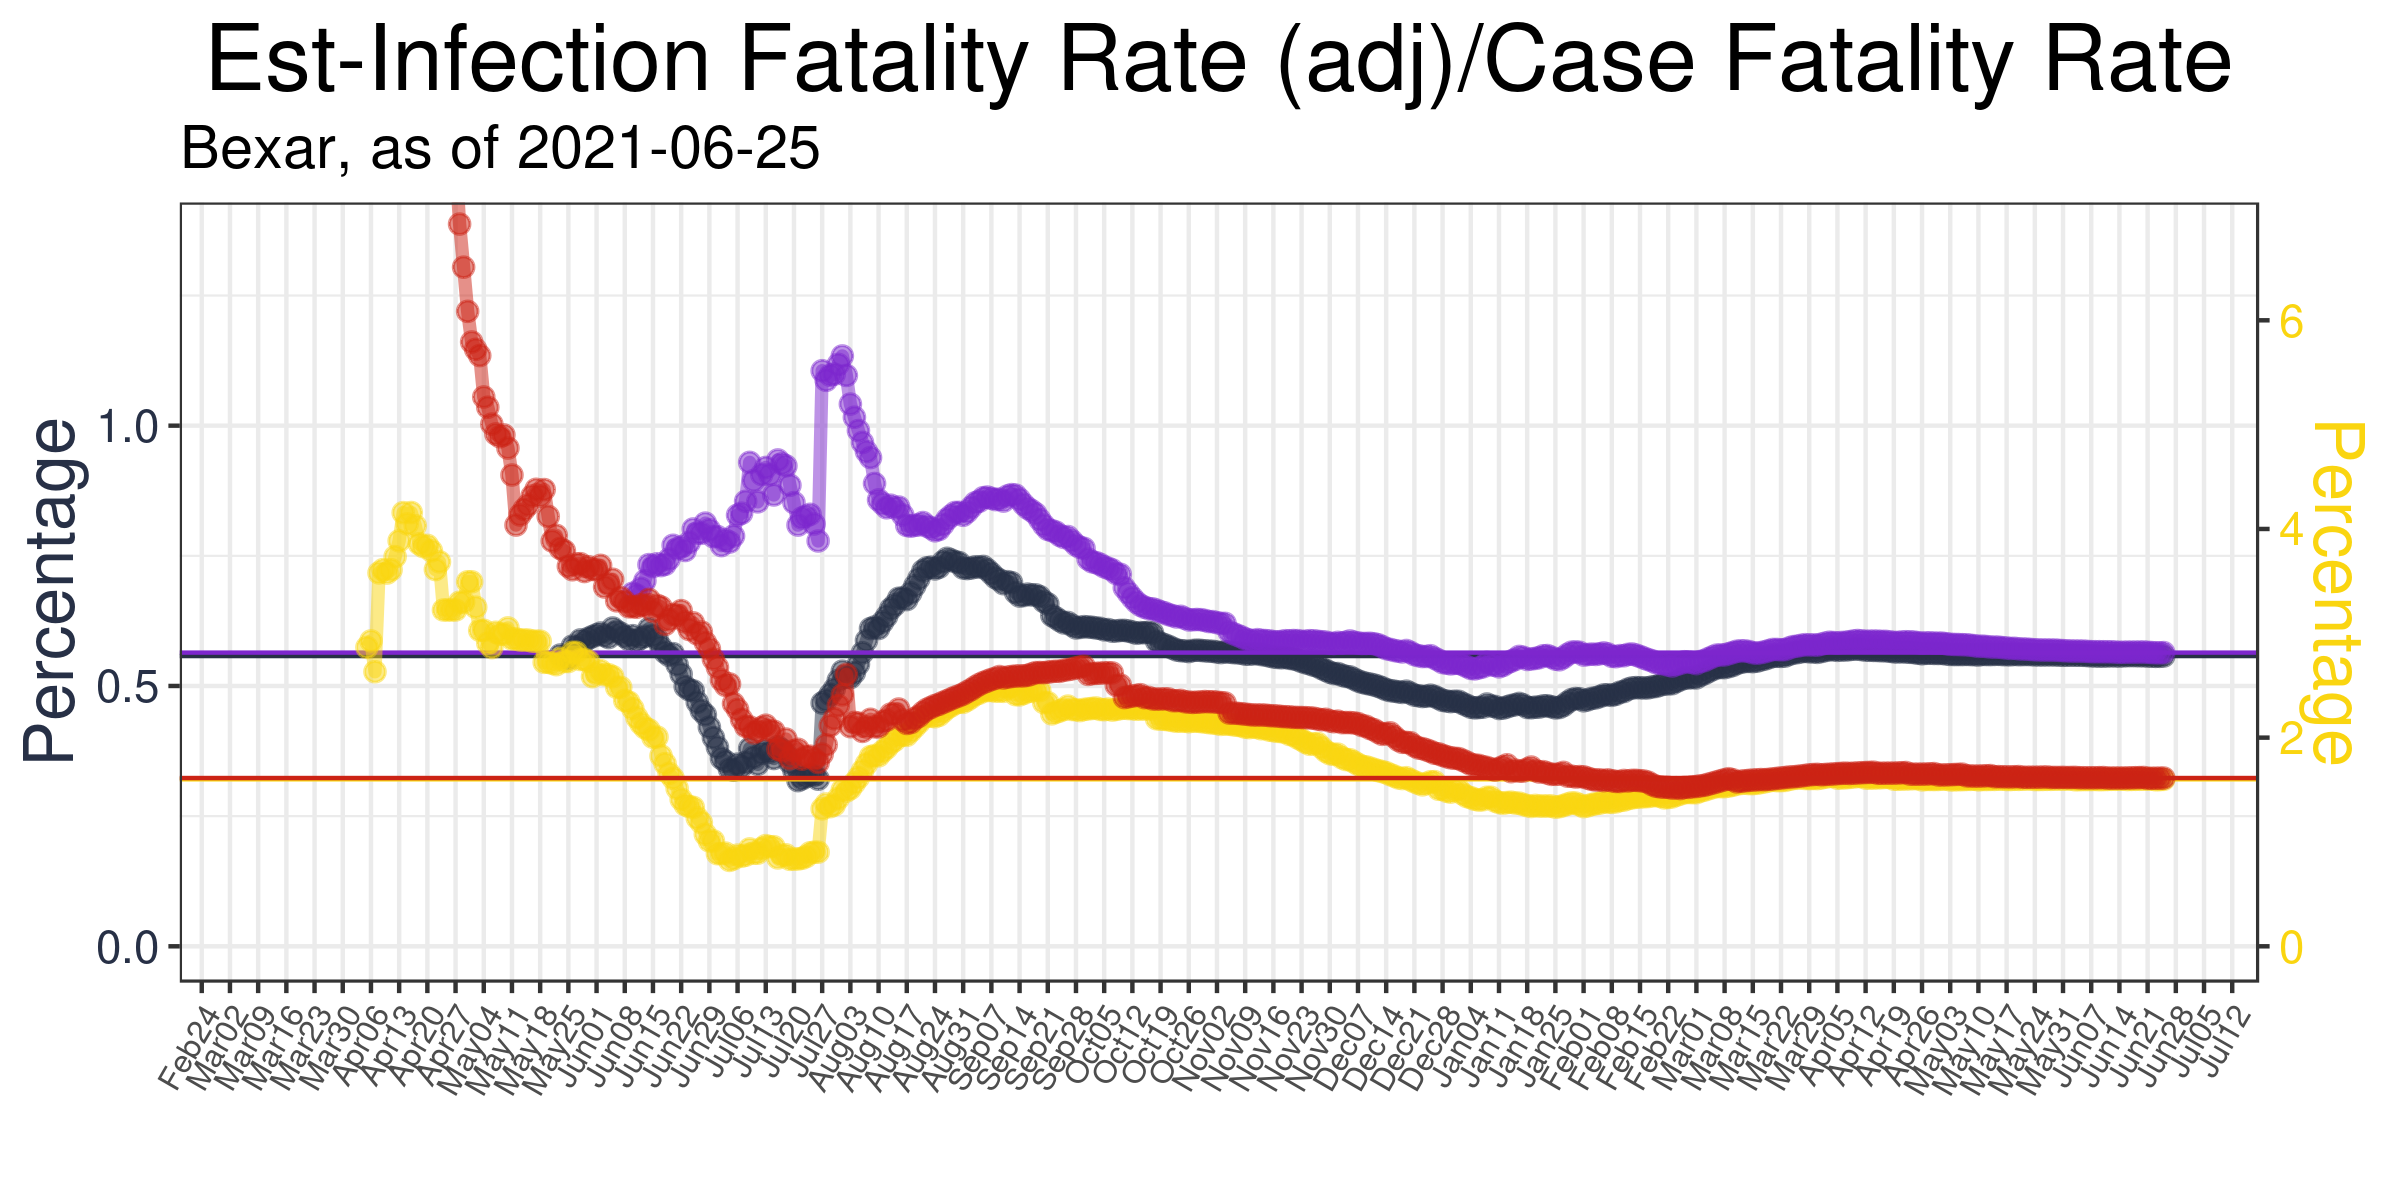 Est-Infection Fatality Rate (adj)/Case Fatality Rate
Bexar, as of 2021-06-25
Percentage
1.0
0.5
0.0
6
4
2
0
Percentage
Feb24
Mar02
Mar09
Mar16
Mar23
Mar30
Apr06
Apr13
Apr20
Apr27
May04
May11
May18
May25
Jun01
Jun08
Jun15
Jun22
Jun29
Jul06
Jul13
Jul20
Jul27
Aug03
Aug10
Aug17
Aug24
Aug31
Sep07
Sep14
Sep21
Sep28
Oct05
Oct12
Oct19
Oct26
Nov02
Nov09
Nov16
Nov23
Nov30
Dec07
Dec14
Dec21
Dec28
Jan04
Jan11
Jan18
Jan25
Feb01
Feb08
Feb15
Feb22
Mar01
Mar08
Mar15
Mar22
Mar29
Apr05
Apr12
Apr19
Apr26
May03
May10
May17
May24
May31
Jun07
Jun14
Jun21
Jun28
Jul05
Jul12